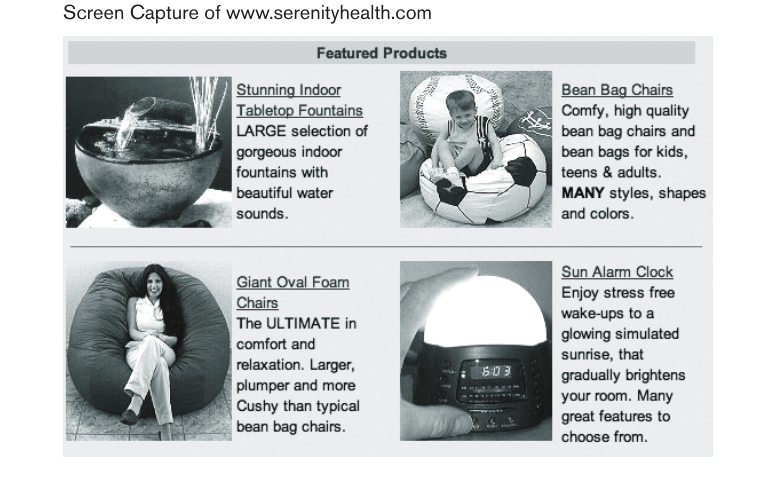 Screen Capture of www.serenityhealth.com
Featured Products
Stunning Indoor
Tabletop Fountains
LARGE selection of
gorgeous indoor
fountains with
beautiful water
sounds.
Bean Bag Chairs
Comfy, high quality
bean bag chairs and
bean bags for kids,
teens & adults.
MANY styles, shapes
and colors.
Giant Oval Foam
Chairs
The ULTIMATE in
comfort and
relaxation. Larger,
plumper and more
Cushy than typical
bean bag chairs.
Sun Alarm Clock
Enjoy stress free
wake-ups to a
glowing simulated
sunrise, that
gradually brightens
your room. Many
great features to
choose from.
6:03